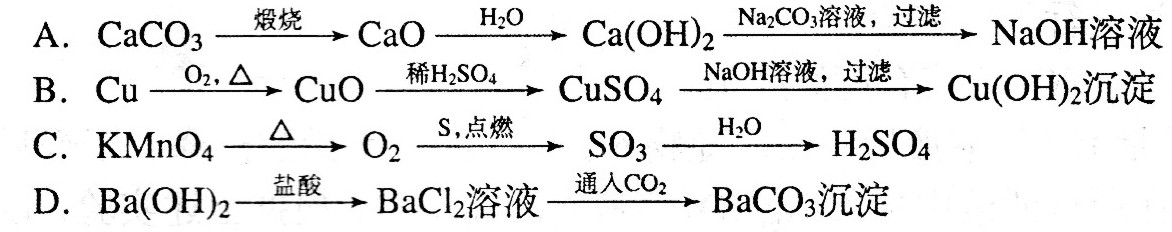 A. CaCO₃ —煅烧→ CaO —H₂O→ Ca(OH)₂ —Na₂CO₃溶液，过滤→ NaOH溶液
B. Cu —O₂,△→ CuO —稀H₂SO₄→ CuSO₄ —NaOH溶液，过滤→ Cu(OH)₂沉淀
C. KMnO₄ —△→ O₂ —S,点燃→ SO₃ —H₂O→ H₂SO₄
D. Ba(OH)₂ —盐酸→ BaCl₂溶液 —通入CO₂→ BaCO₃沉淀